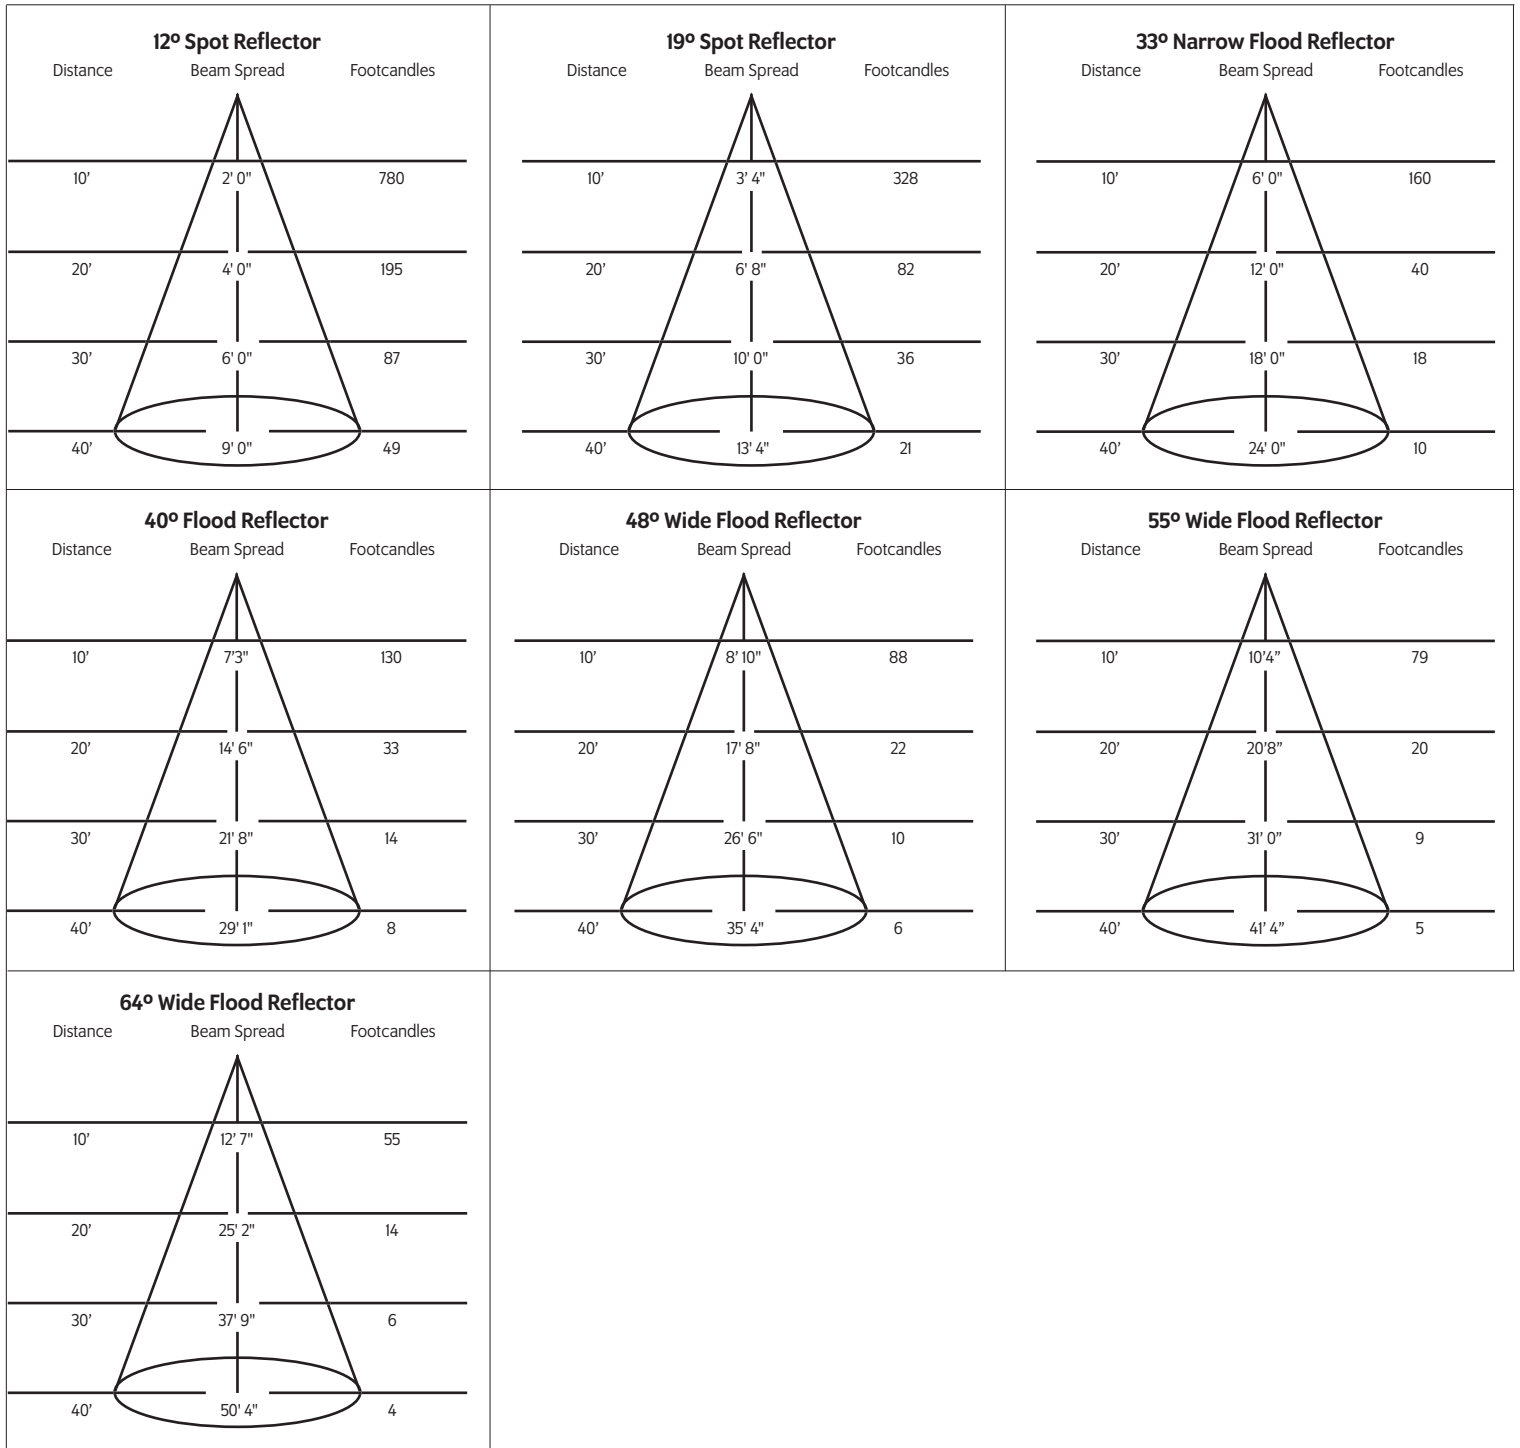 12º Spot Reflector
Distance Beam Spread Footcandles
10’ 2' 0" 780
20’ 4' 0" 195
30’ 6' 0" 87
40’ 9' 0" 49
19º Spot Reflector
Distance Beam Spread Footcandles
10’ 3’ 4" 328
20’ 6' 8" 82
30’ 10' 0" 36
40’ 13' 4" 21
33º Narrow Flood Reflector
Distance Beam Spread Footcandles
10’ 6' 0" 160
20’ 12' 0" 40
30’ 18' 0" 18
40’ 24' 0" 10
40º Flood Reflector
Distance Beam Spread Footcandles
10’ 7’3" 130
20’ 14' 6" 33
30’ 21' 8" 14
40’ 29' 1" 8
48º Wide Flood Reflector
Distance Beam Spread Footcandles
10’ 8’ 10" 88
20’ 17' 8" 22
30’ 26' 6" 10
40’ 35' 4" 6
55º Wide Flood Reflector
Distance Beam Spread Footcandles
10’ 10’4” 79
20’ 20’8” 20
30’ 31’ 0” 9
40’ 41’ 4” 5
64º Wide Flood Reflector
Distance Beam Spread Footcandles
10’ 12’ 7" 55
20’ 25' 2" 14
30’ 37' 9" 6
40’ 50' 4" 4